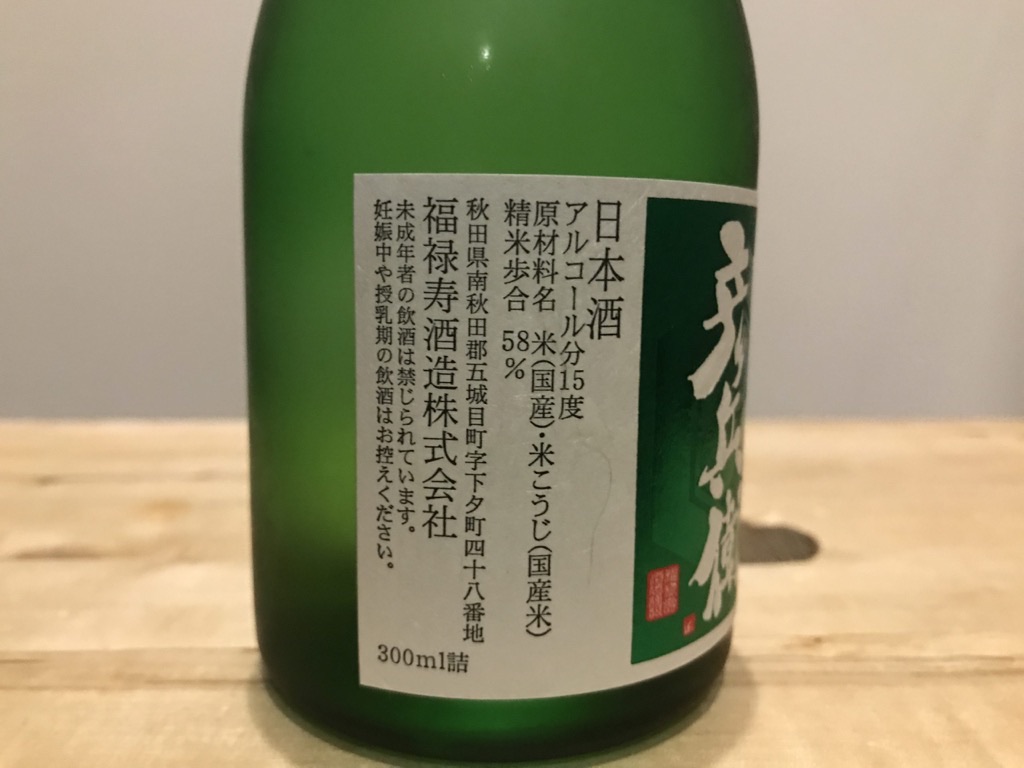 彦兵衛
日本酒
アルコール分15度
原材料名 米(国産)・米こうじ(国産米)
精米歩合 58%
秋田県南秋田郡五城目町字下夕町四十八番地
福禄寿酒造株式会社
未成年者の飲酒は禁じられています。
妊娠中や授乳期の飲酒はお控えください。
300ml詰